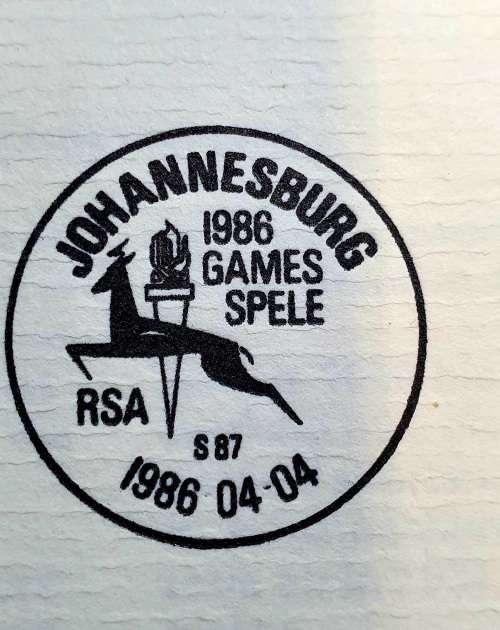 JOHANNESBURG
1986
GAMES
SPELE
RSA
S 87
1986 04-04